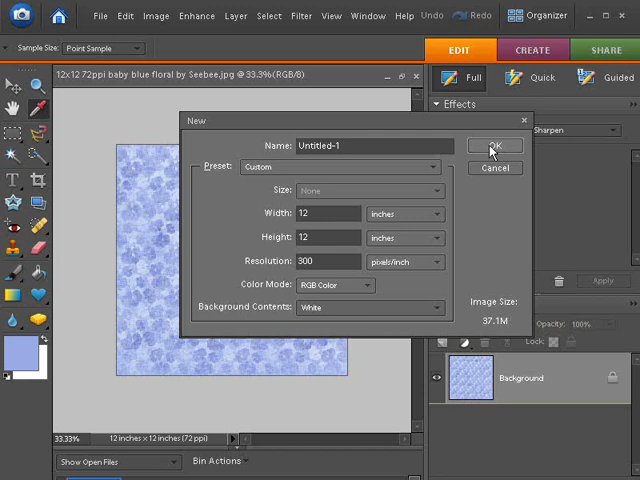 File Edit Image Enhance Layer Select Filter View Window Help Undo Redo Organizer
Sample Size: Point Sample
EDIT CREATE SHARE
12x12 72ppi baby blue floral by Seebee.jpg @ 33.3%(RGB/8)
Full Quick Guided
Effects
New
Sharpen
Name: Untitled-1
OK
Preset: Custom
Cancel
Size: None
Width: 12 inches
Height: 12 inches
Resolution: 300 pixels/inch
Apply
Color Mode: RGB Color
Background Contents: White
Image Size:
37.1M
Opacity: 100%
Lock:
Background
33.33% 12 inches × 12 inches (72 ppi)
Show Open Files Bin Actions
T